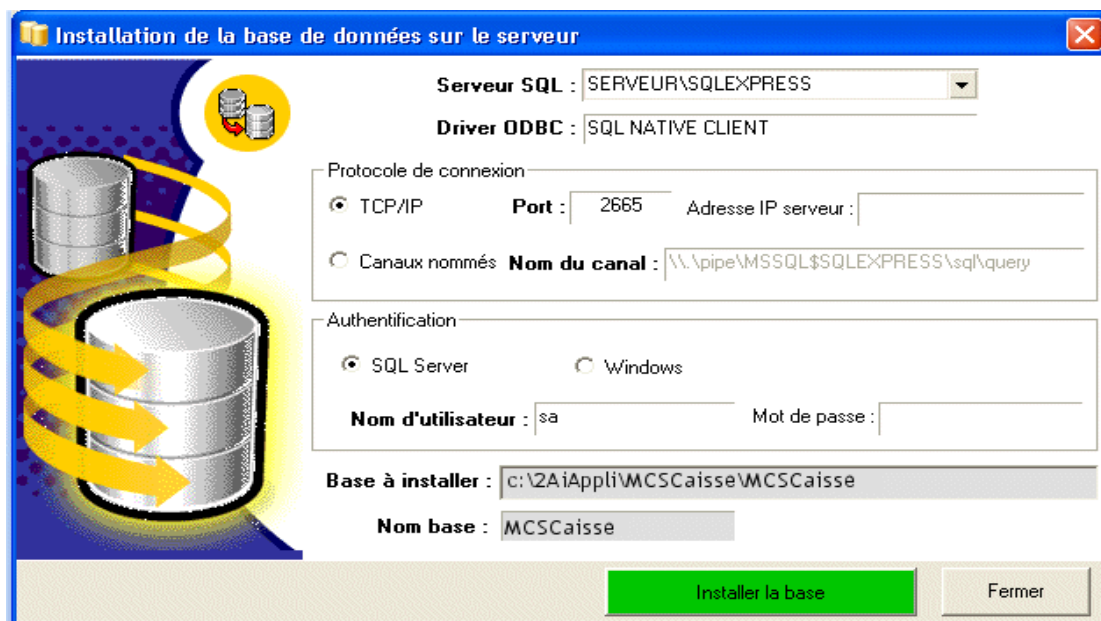 Installation de la base de données sur le serveur
Serveur SQL : SERVEUR\SQLEXPRESS
Driver ODBC : SQL NATIVE CLIENT
Protocole de connexion
TCP/IP Port : 2665 Adresse IP serveur :
Canaux nommés Nom du canal : \\.\pipe\MSSQL$SQLEXPRESS\sql\query
Authentification
SQL Server Windows
Nom d'utilisateur : sa Mot de passe :
Base à installer : c:\2AiAppli\MCSCaisse\MCSCaisse
Nom base : MCSCaisse
Installer la base Fermer